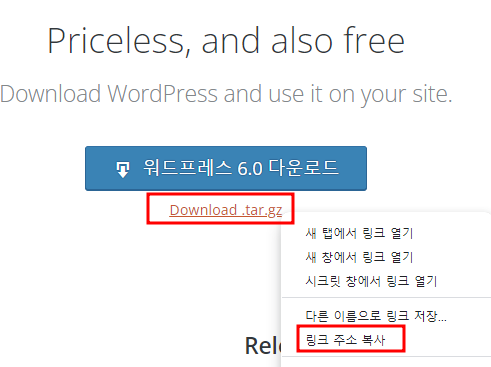 Priceless, and also free
Download WordPress and use it on your site.
워드프레스 6.0 다운로드
Download .tar.gz
새 탭에서 링크 열기
새 창에서 링크 열기
시크릿 창에서 링크 열기
다른 이름으로 링크 저장...
링크 주소 복사